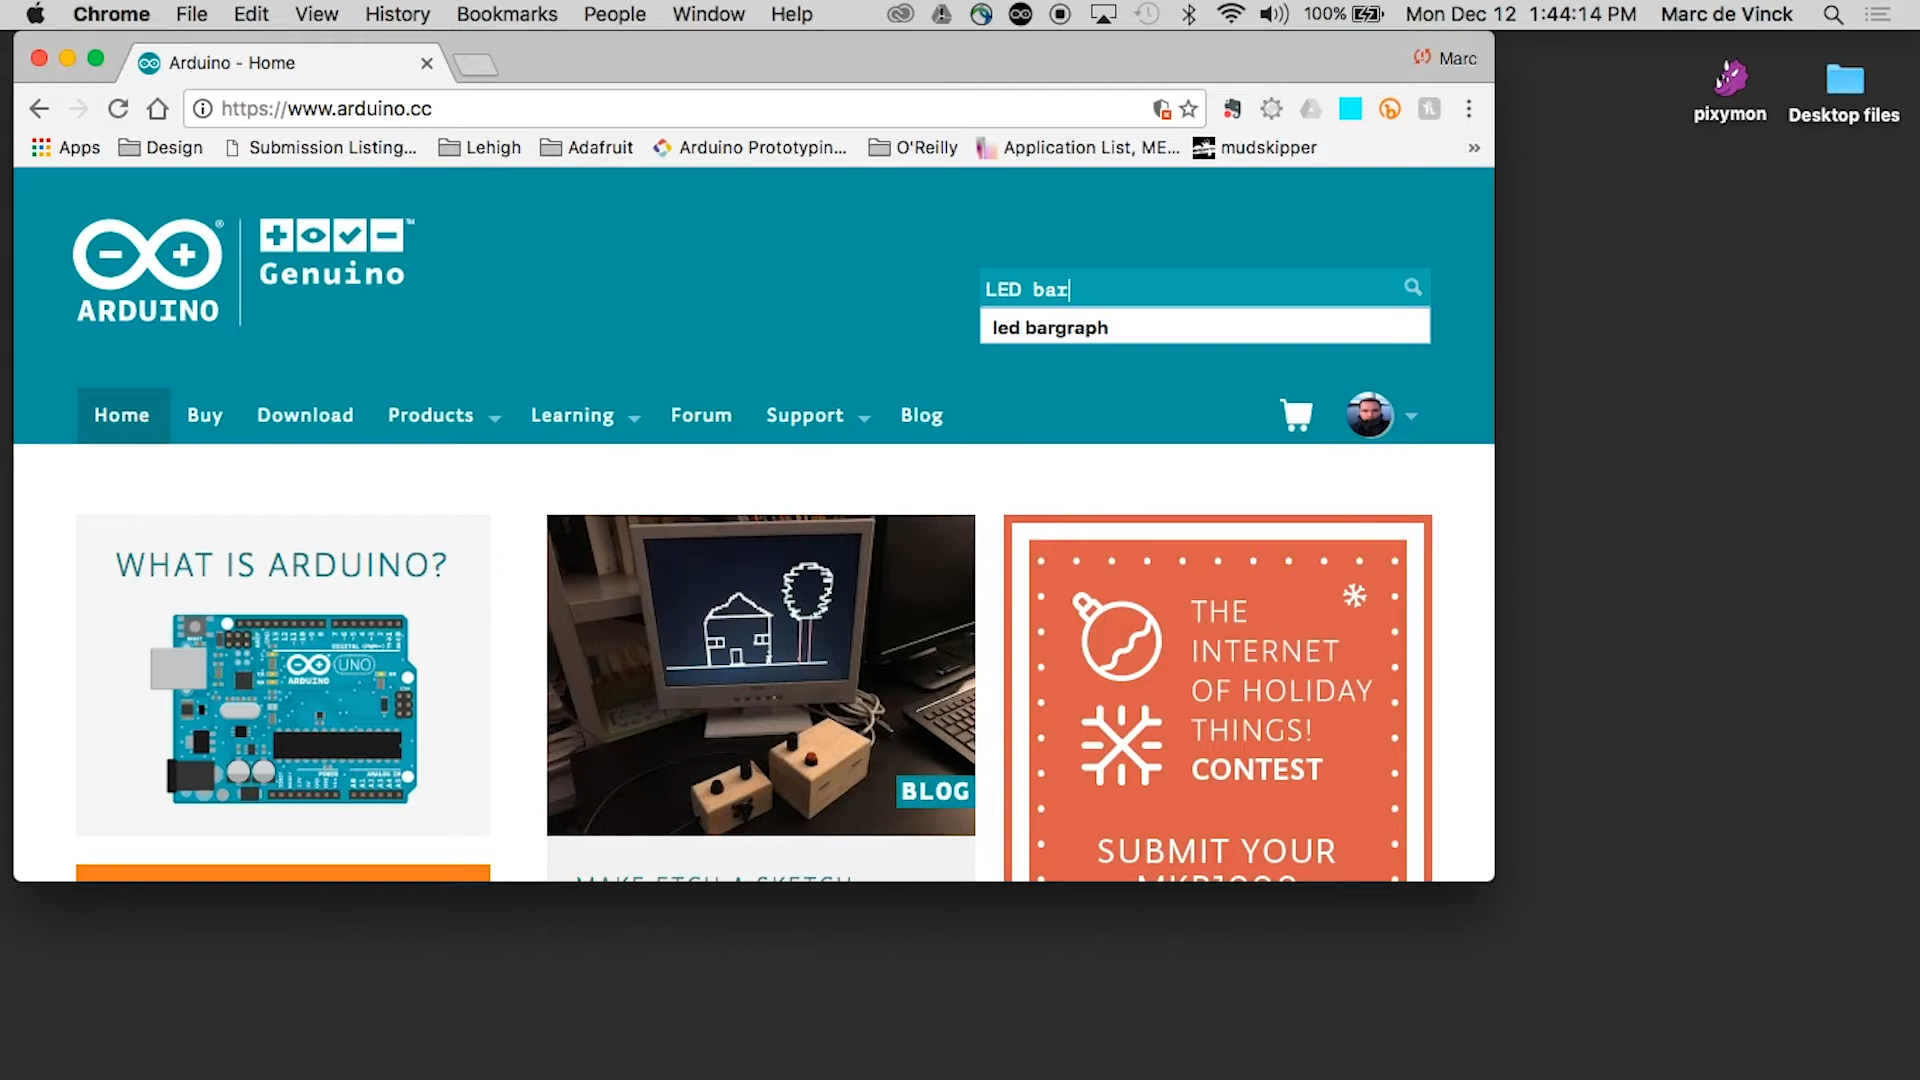 Chrome File Edit View History Bookmarks People Window Help 100% Mon Dec 12 1:44:14 PM Marc de Vinck
Arduino - Home
Marc
https://www.arduino.cc
Apps Design Submission Listing... Lehigh Adafruit Arduino Prototypin... O'Reilly Application List, ME... mudskipper »
pixymon
Desktop files
ARDUINO
Genuino
LED bar
led bargraph
Home Buy Download Products Learning Forum Support Blog
WHAT IS ARDUINO?
UNO
ARDUINO
BLOG
THE
INTERNET
OF HOLIDAY
THINGS!
CONTEST
SUBMIT YOUR